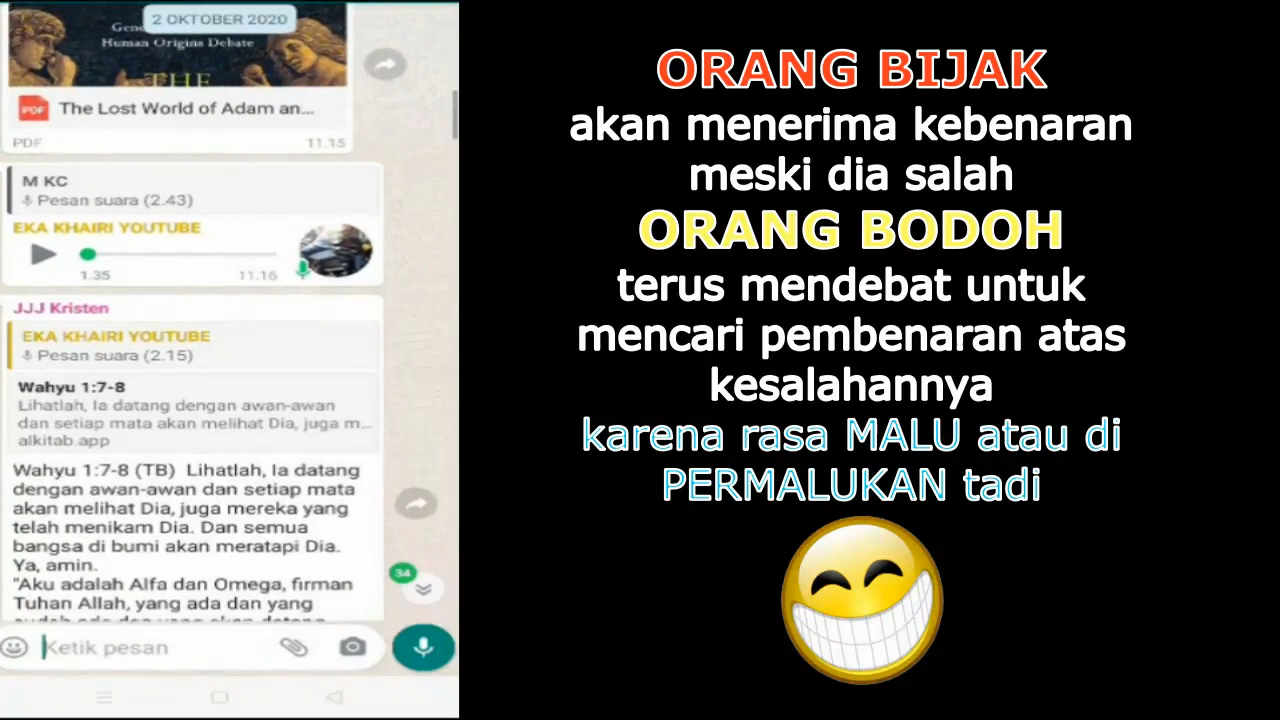 2 OKTOBER 2020
Human Origins Debate
THE
PDF
The Lost World of Adam an...
PDF
11.15
M KC
Pesan suara (2.43)
EKA KHAIRI YOUTUBE
1.35
11.16
JJJ Kristen
EKA KHAIRI YOUTUBE
Pesan suara (2.15)
Wahyu 1:7-8
Lihatlah, Ia datang dengan awan-awan
dan setiap mata akan melihat Dia, juga m...
alkitab.app
Wahyu 1:7-8 (TB) Lihatlah, Ia datang
dengan awan-awan dan setiap mata
akan melihat Dia, juga mereka yang
telah menikam Dia. Dan semua
bangsa di bumi akan meratapi Dia.
Ya, amin.
"Aku adalah Alfa dan Omega, firman
Tuhan Allah, yang ada dan yang
34
Ketik pesan
ORANG BIJAK
akan menerima kebenaran
meski dia salah
ORANG BODOH
terus mendebat untuk
mencari pembenaran atas
kesalahannya
karena rasa MALU atau di
PERMALUKAN tadi